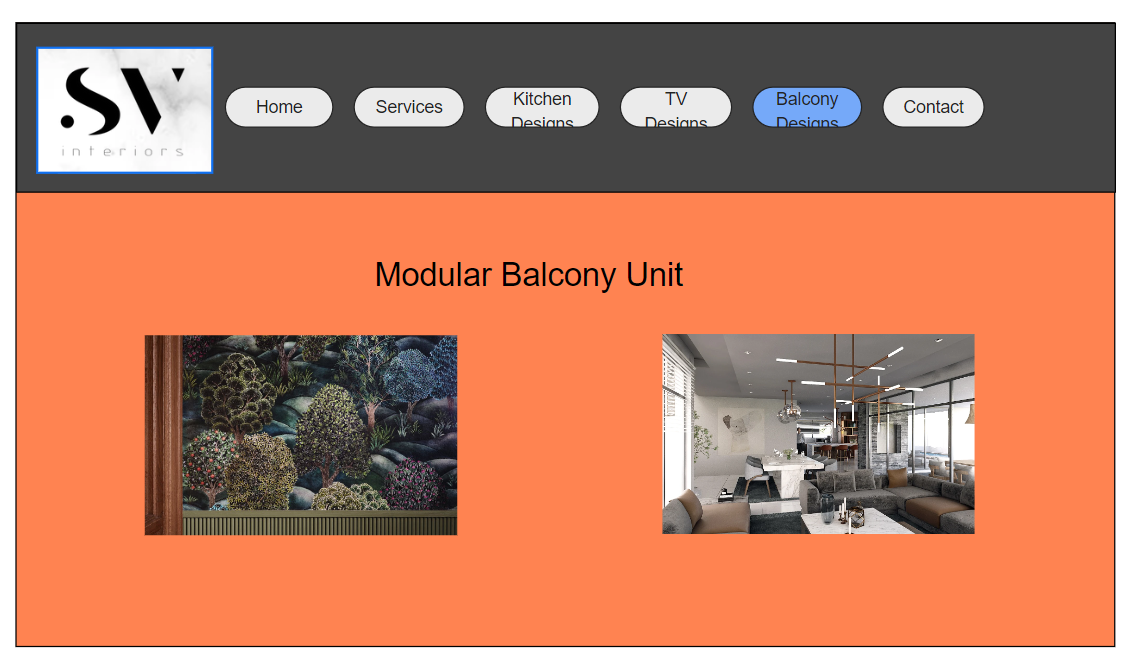 .SV
interiors
Home
Services
Kitchen
Designs
TV
Designs
Balcony
Designs
Contact
Modular Balcony Unit